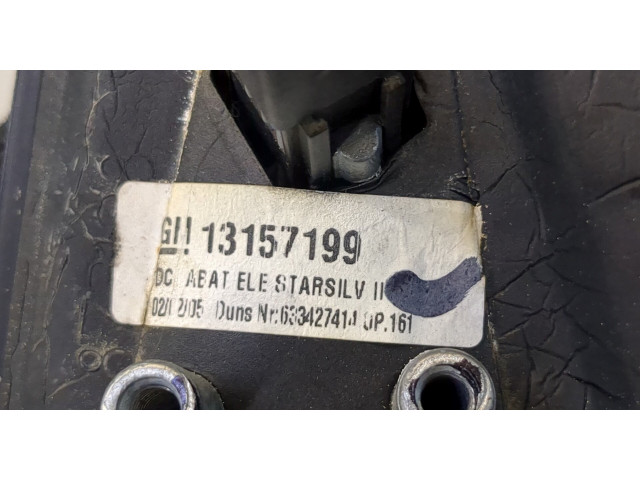 GM 13157199
DC ABAT ELE STARSILV II
02/12/05 Duns Nr.:633427414 OP.161